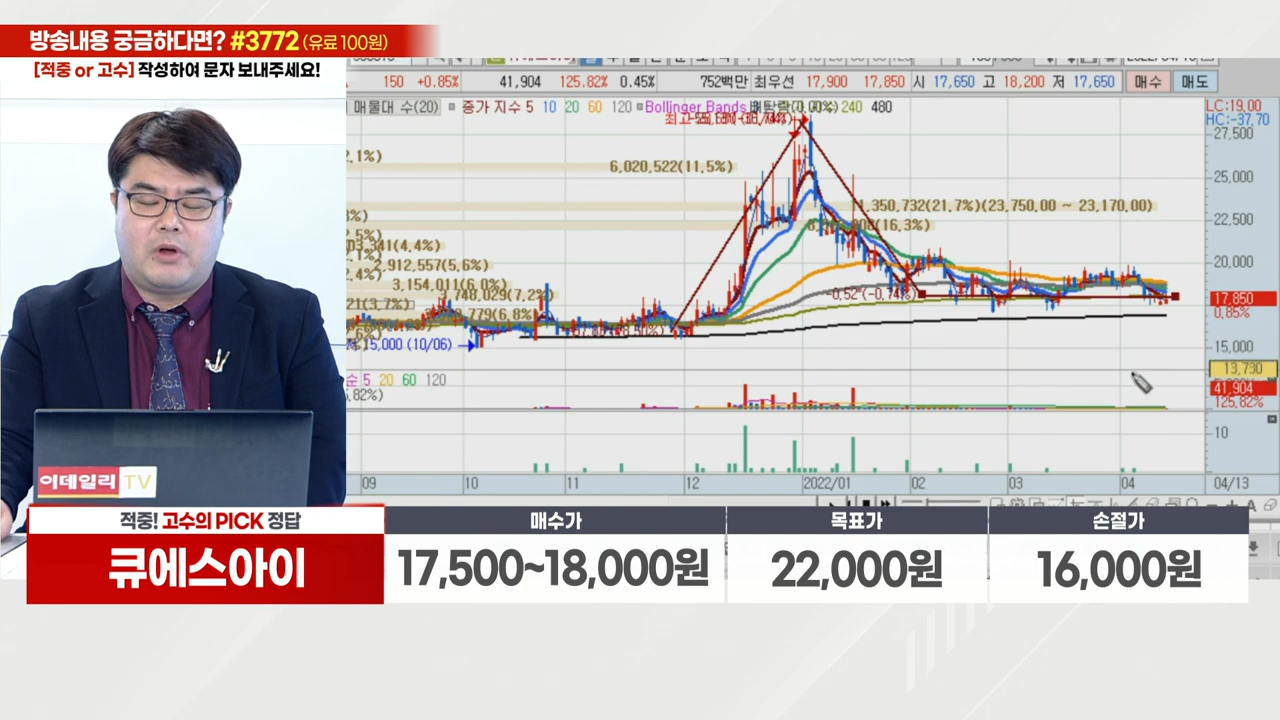 방송내용 궁금하다면? #3772 (유료 100원)
[적중 or 고수] 작성하여 문자 보내주세요!
150 +0.85% 41,904 125.82% 0.45% 752백만 최우선 17,900 17,850 시 17,650 고 18,200 저 17,650 매수 매도
매물대 수(20) 종가 지수 5 10 20 60 120 Bollinger Bands 240 480
LC:19.00
HC:-37.70
27,500
6,020,522(11.5%)
25,000
350,732(21.7%)(23,750.00 ~ 23,170.00)
22,500
(16.3%)
(4.4%)
2,912,557(5.6%)
20,000
3,154,011(6.0%)
748,029(7.2%)
-0.52 (-0.74%)
17,850
0.85%
15,000 (10/06)
15,000
13,730
5 20 60 120
41,904
125.82%
10
09 10 11 12 2022/01 02 03 04 04/13
이데일리 TV
적중! 고수의 PICK 정답
매수가 목표가 손절가
큐에스아이
17,500~18,000원 22,000원 16,000원